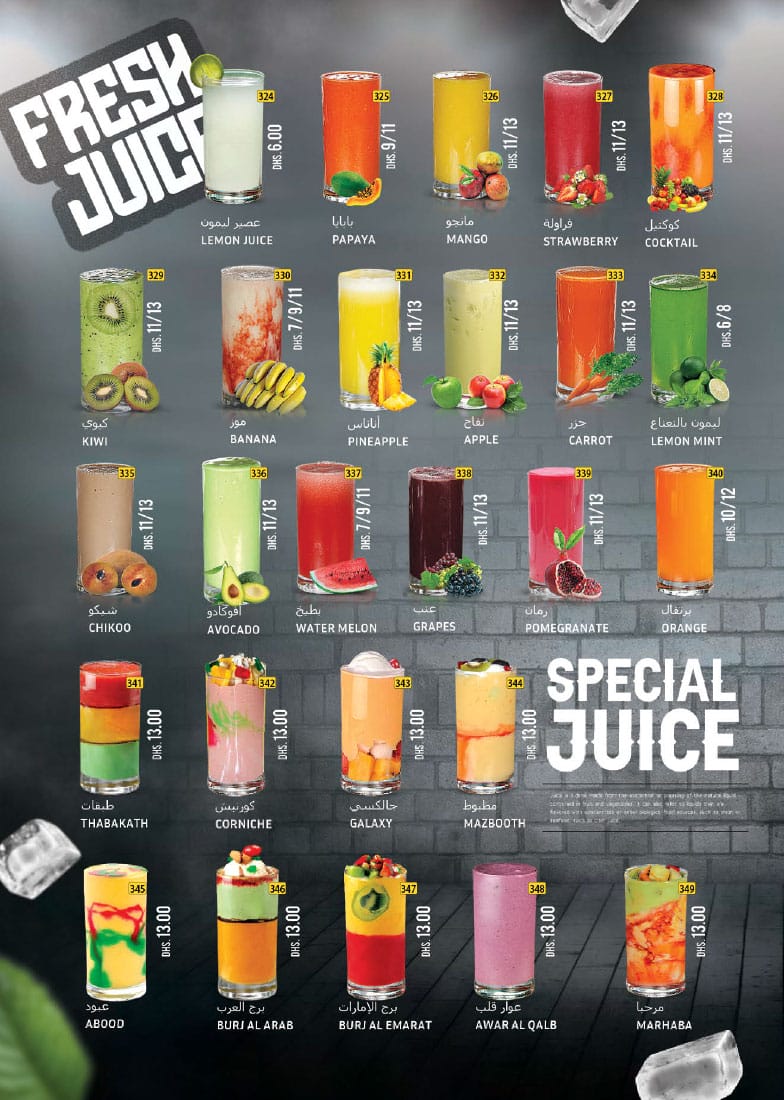 FRESH
JUICE
324
DHS. 6.00
عصير ليمون
LEMON JUICE
325
DHS. 9/11
بابايا
PAPAYA
326
DHS. 11/13
مانجو
MANGO
327
DHS. 11/13
فراولة
STRAWBERRY
328
DHS. 11/13
كوكتيل
COCKTAIL
329
DHS. 11/13
كيوي
KIWI
330
DHS. 7/9/11
موز
BANANA
331
DHS. 11/13
أناناس
PINEAPPLE
332
DHS. 11/13
تفاح
APPLE
333
DHS. 11/13
جزر
CARROT
334
DHS. 6/8
ليمون بالنعناع
LEMON MINT
335
DHS. 11/13
شيكو
CHIKOO
336
DHS. 11/13
أفوكادو
AVOCADO
337
DHS. 7/9/11
بطيخ
WATER MELON
338
DHS. 11/13
عنب
GRAPES
339
DHS. 11/13
رمان
POMEGRANATE
340
DHS. 10/12
برتقال
ORANGE
SPECIAL
JUICE
341
DHS. 13.00
طبقات
THABAKATH
342
DHS. 13.00
كورنيش
CORNICHE
343
DHS. 13.00
جالكسي
GALAXY
344
DHS. 13.00
مظبوط
MAZBOOTH
345
DHS. 13.00
عبود
ABOOD
346
DHS. 13.00
برج العرب
BURJ AL ARAB
347
DHS. 13.00
برج الإمارات
BURJ AL EMARAT
348
DHS. 13.00
عوار قلب
AWAR AL QALB
349
DHS. 13.00
مرحبا
MARHABA